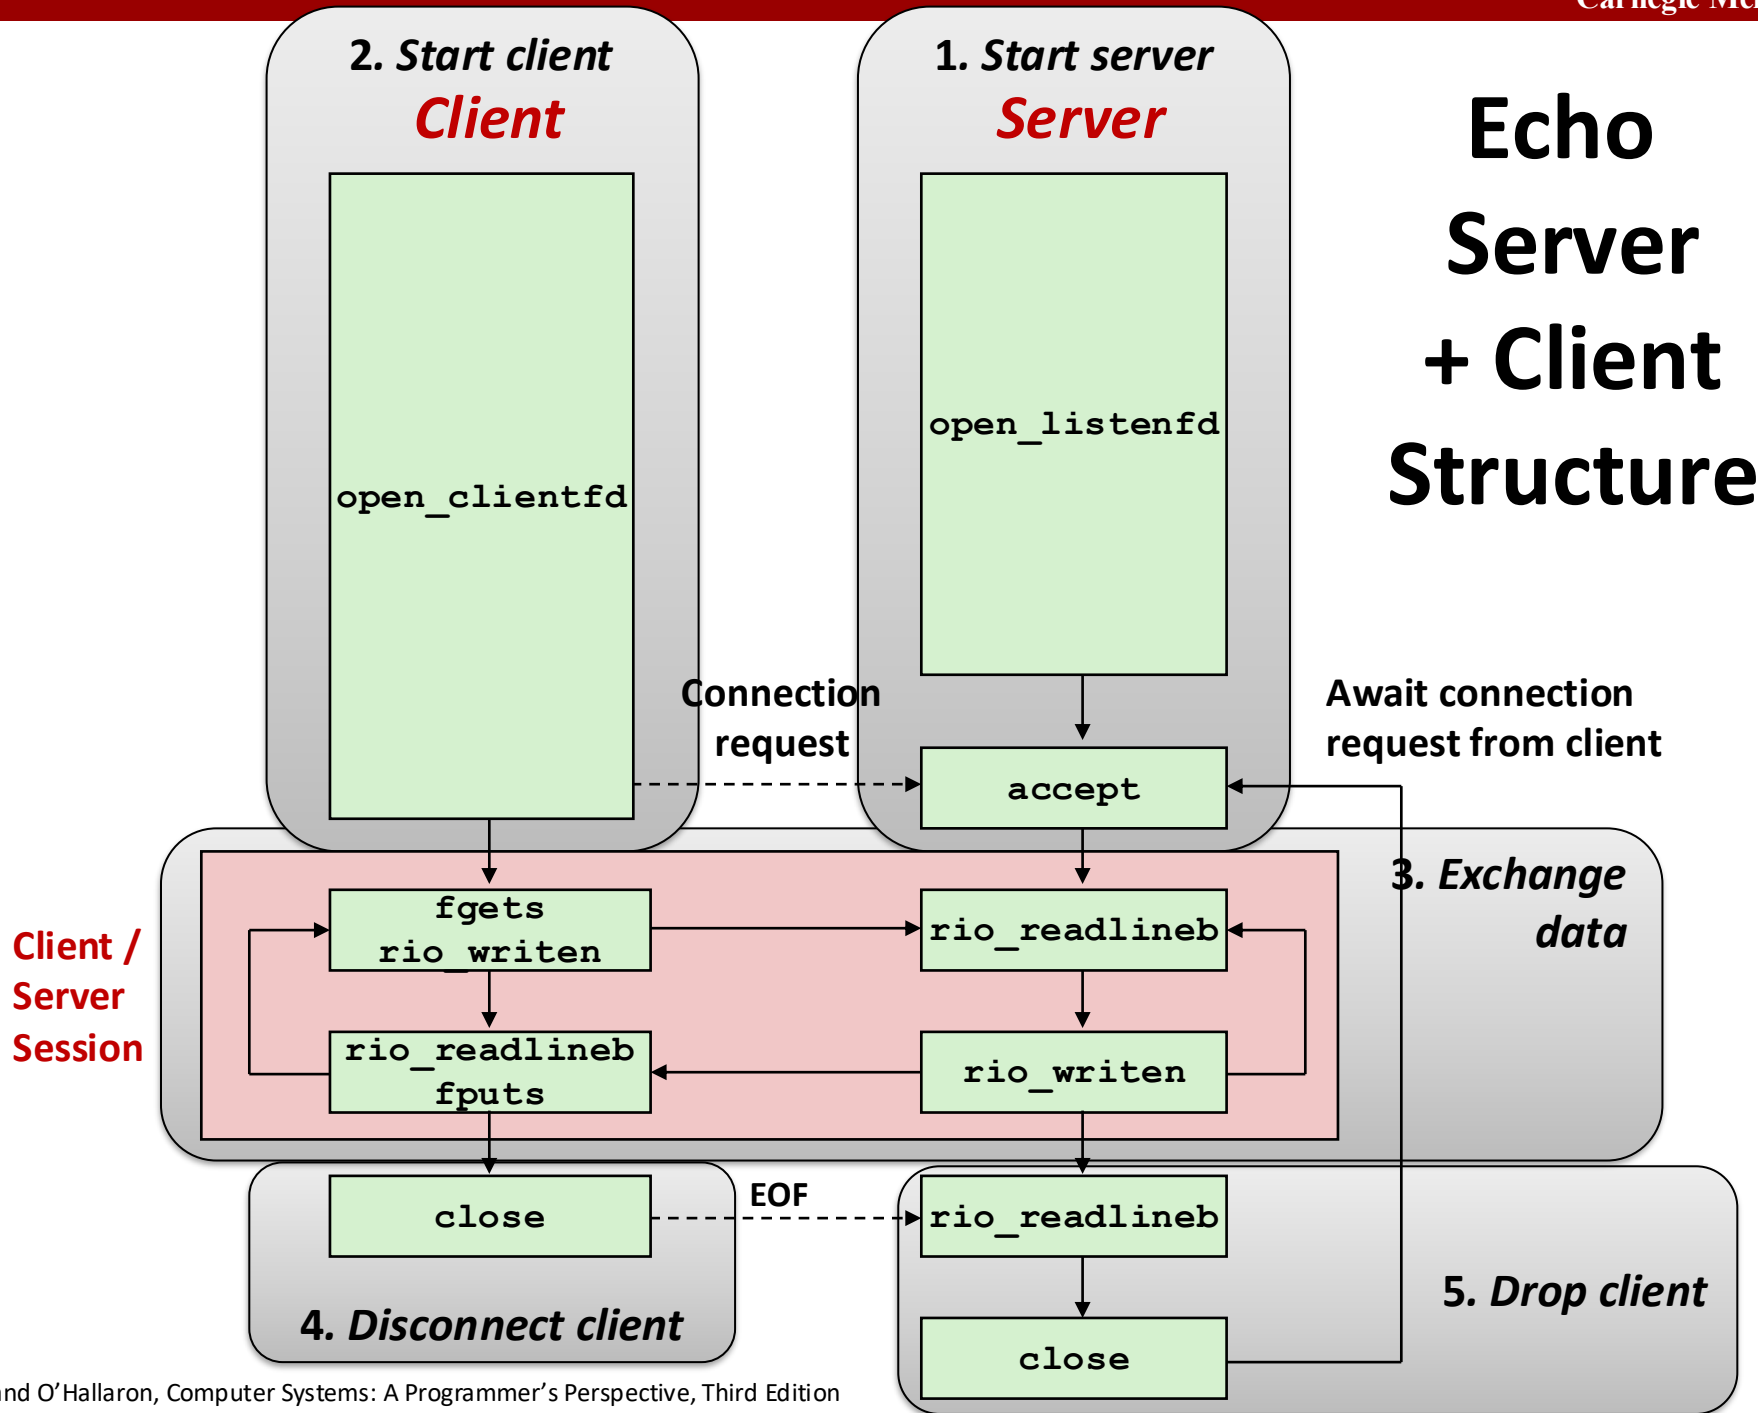 2. Start client
Client
1. Start server
Server
Echo
Server
+ Client
Structure
open_clientfd
open_listenfd
Connection
request
Await connection
request from client
accept
3. Exchange
data
Client /
Server
Session
fgets
rio_writen
rio_readlineb
rio_readlineb
fputs
rio_writen
close
EOF
rio_readlineb
4. Disconnect client
5. Drop client
close
and O'Hallaron, Computer Systems: A Programmer's Perspective, Third Edition